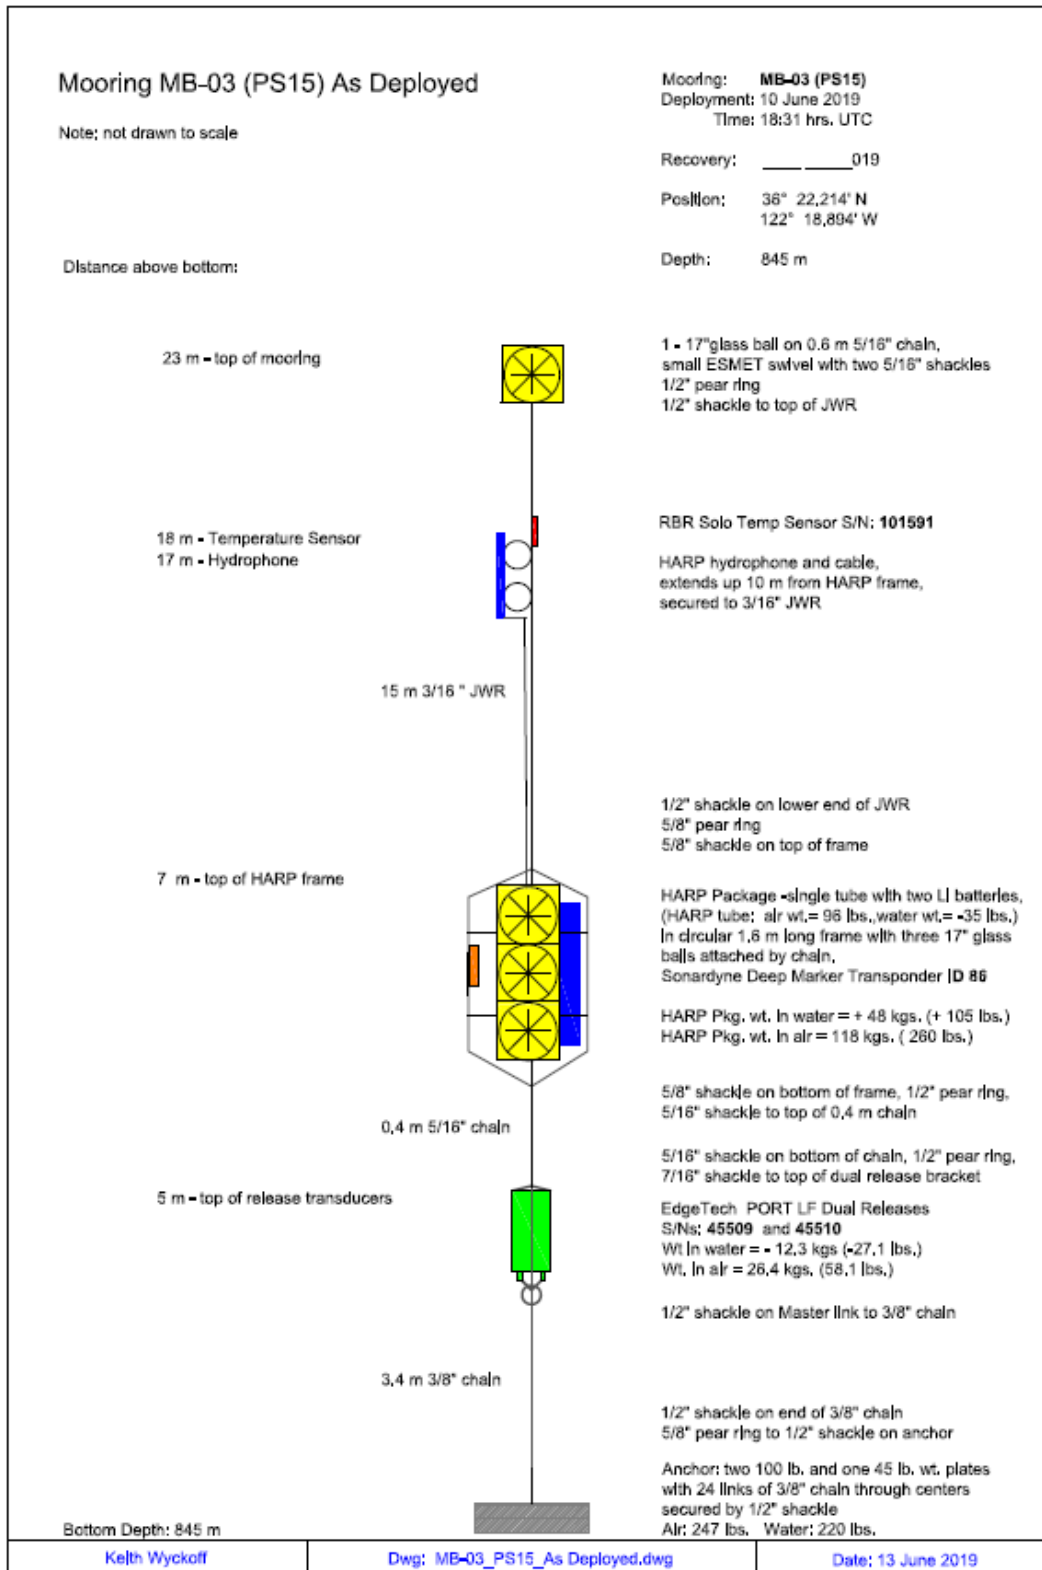 Mooring MB-03 (PS15) As Deployed
Note: not drawn to scale
Mooring: MB-03 (PS15)
Deployment: 10 June 2019
Time: 18:31 hrs. UTC
Recovery: ____ ______019
Position: 36° 22.214' N
122° 18.894' W
Depth: 845 m
Distance above bottom:
23 m - top of mooring
1 - 17"glass ball on 0.6 m 5/16" chain,
small ESMET swivel with two 5/16" shackles
1/2" pear ring
1/2" shackle to top of JWR
18 m - Temperature Sensor
17 m - Hydrophone
RBR Solo Temp Sensor S/N: 101591
HARP hydrophone and cable,
extends up 10 m from HARP frame,
secured to 3/16" JWR
15 m 3/16 " JWR
1/2" shackle on lower end of JWR
5/8" pear ring
5/8" shackle on top of frame
7 m - top of HARP frame
HARP Package -single tube with two Li batteries,
(HARP tube: air wt.= 96 lbs.,water wt.= -35 lbs.)
in circular 1.6 m long frame with three 17" glass
balls attached by chain,
Sonardyne Deep Marker Transponder ID 86
HARP Pkg. wt. in water = + 48 kgs. (+ 105 lbs.)
HARP Pkg. wt. in air = 118 kgs. ( 260 lbs.)
5/8" shackle on bottom of frame, 1/2" pear ring,
5/16" shackle to top of 0.4 m chain
0.4 m 5/16" chain
5/16" shackle on bottom of chain, 1/2" pear ring,
7/16" shackle to top of dual release bracket
5 m - top of release transducers
EdgeTech PORT LF Dual Releases
S/Ns: 45509 and 45510
Wt in water = - 12.3 kgs (-27.1 lbs.)
Wt. in air = 26.4 kgs. (58.1 lbs.)
1/2" shackle on Master link to 3/8" chain
3.4 m 3/8" chain
1/2" shackle on end of 3/8" chain
5/8" pear ring to 1/2" shackle on anchor
Anchor: two 100 lb. and one 45 lb. wt. plates
with 24 links of 3/8" chain through centers
secured by 1/2" shackle
Air: 247 lbs. Water: 220 lbs.
Bottom Depth: 845 m
Keith Wyckoff
Dwg: MB-03_PS15_As Deployed.dwg
Date: 13 June 2019